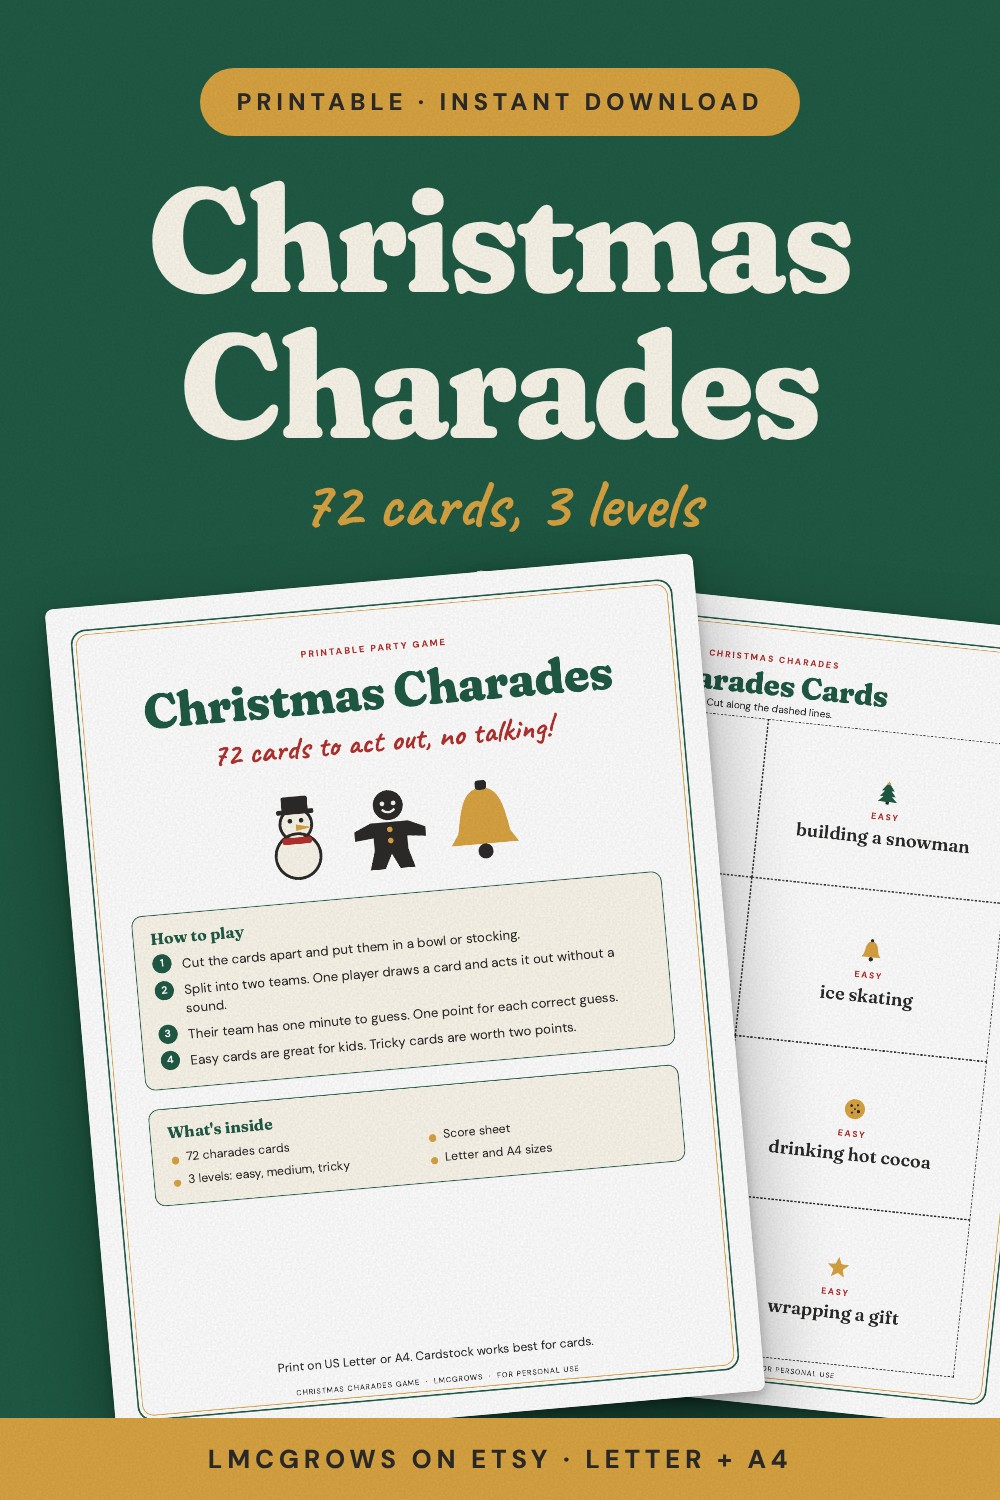 PRINTABLE · INSTANT DOWNLOAD
Christmas
Charades
72 cards, 3 levels
PRINTABLE PARTY GAME
Christmas Charades
72 cards to act out, no talking!
How to play
1 Cut the cards apart and put them in a bowl or stocking.
2 Split into two teams. One player draws a card and acts it out without a
sound.
3 Their team has one minute to guess. One point for each correct guess.
4 Easy cards are great for kids. Tricky cards are worth two points.
What's inside
72 charades cards
3 levels: easy, medium, tricky
Score sheet
Letter and A4 sizes
Print on US Letter or A4. Cardstock works best for cards.
CHRISTMAS CHARADES GAME · LMCGROWS · FOR PERSONAL USE
CHRISTMAS CHARADES
arades Cards
Cut along the dashed lines.
EASY
building a snowman
EASY
ice skating
EASY
drinking hot cocoa
EASY
wrapping a gift
OR PERSONAL USE
LMCGROWS ON ETSY · LETTER + A4